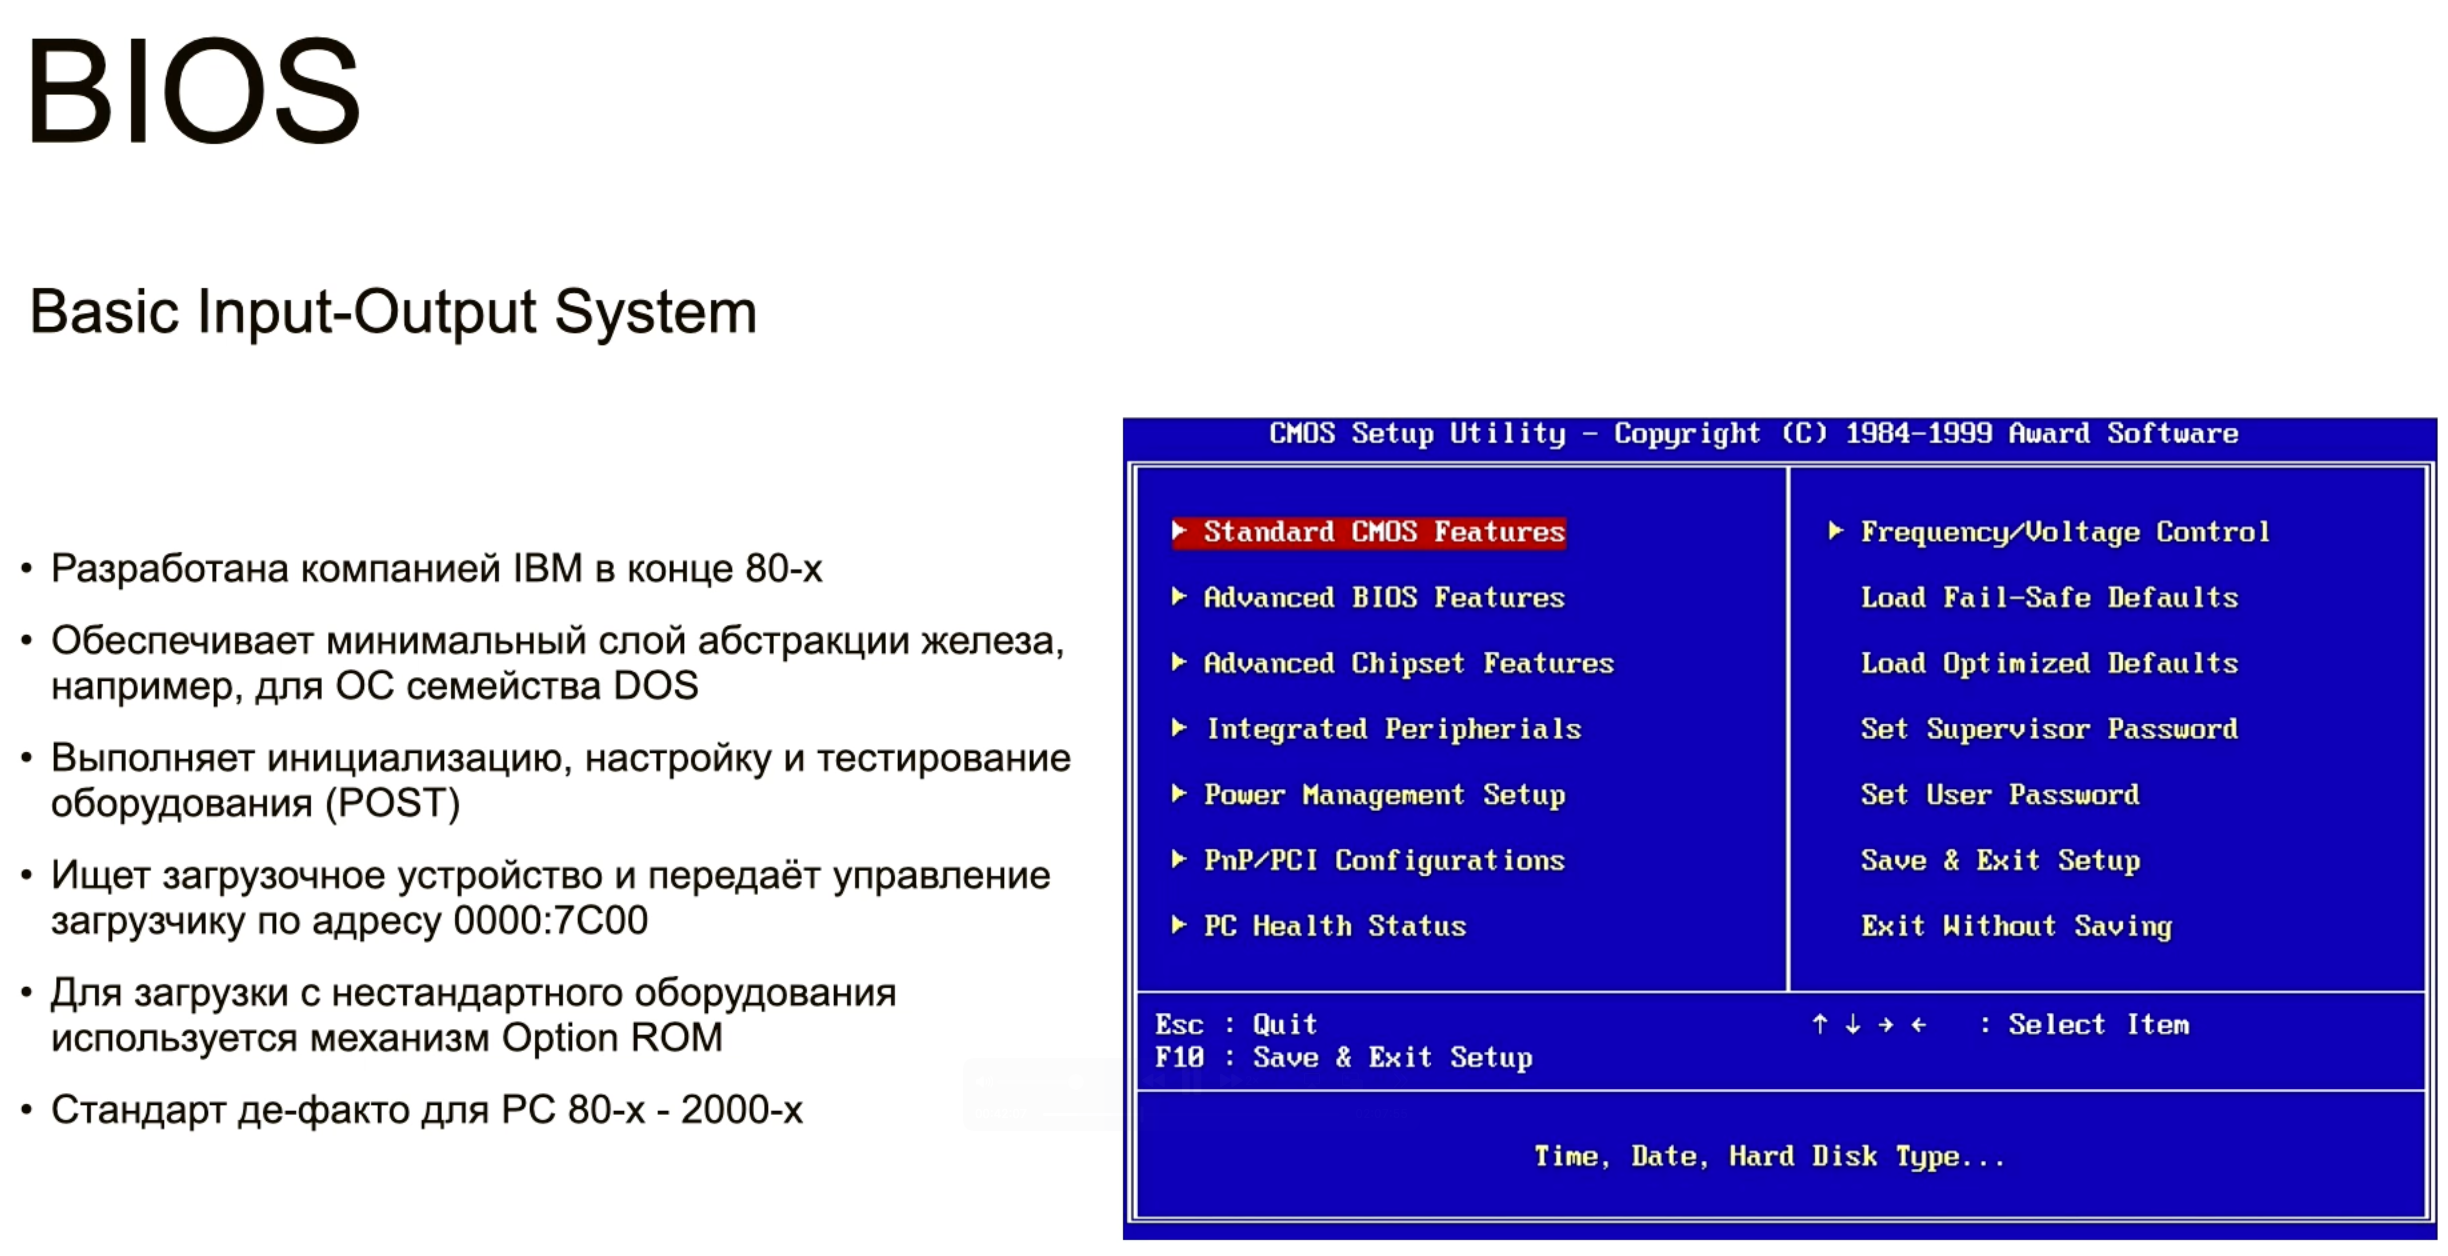 BIOS
Basic Input-Output System
• Разработана компанией IBM в конце 80-х
• Обеспечивает минимальный слой абстракции железа,
например, для ОС семейства DOS
• Выполняет инициализацию, настройку и тестирование
оборудования (POST)
• Ищет загрузочное устройство и передаёт управление
загрузчику по адресу 0000:7C00
• Для загрузки с нестандартного оборудования
используется механизм Option ROM
• Стандарт де-факто для PC 80-х - 2000-х
CMOS Setup Utility - Copyright (C) 1984-1999 Award Software
Standard CMOS Features
Advanced BIOS Features
Advanced Chipset Features
Integrated Peripherials
Power Management Setup
PnP/PCI Configurations
PC Health Status
Frequency/Voltage Control
Load Fail-Safe Defaults
Load Optimized Defaults
Set Supervisor Password
Set User Password
Save & Exit Setup
Exit Without Saving
Esc : Quit
F10 : Save & Exit Setup
↑ ↓ → ← : Select Item
Time, Date, Hard Disk Type...